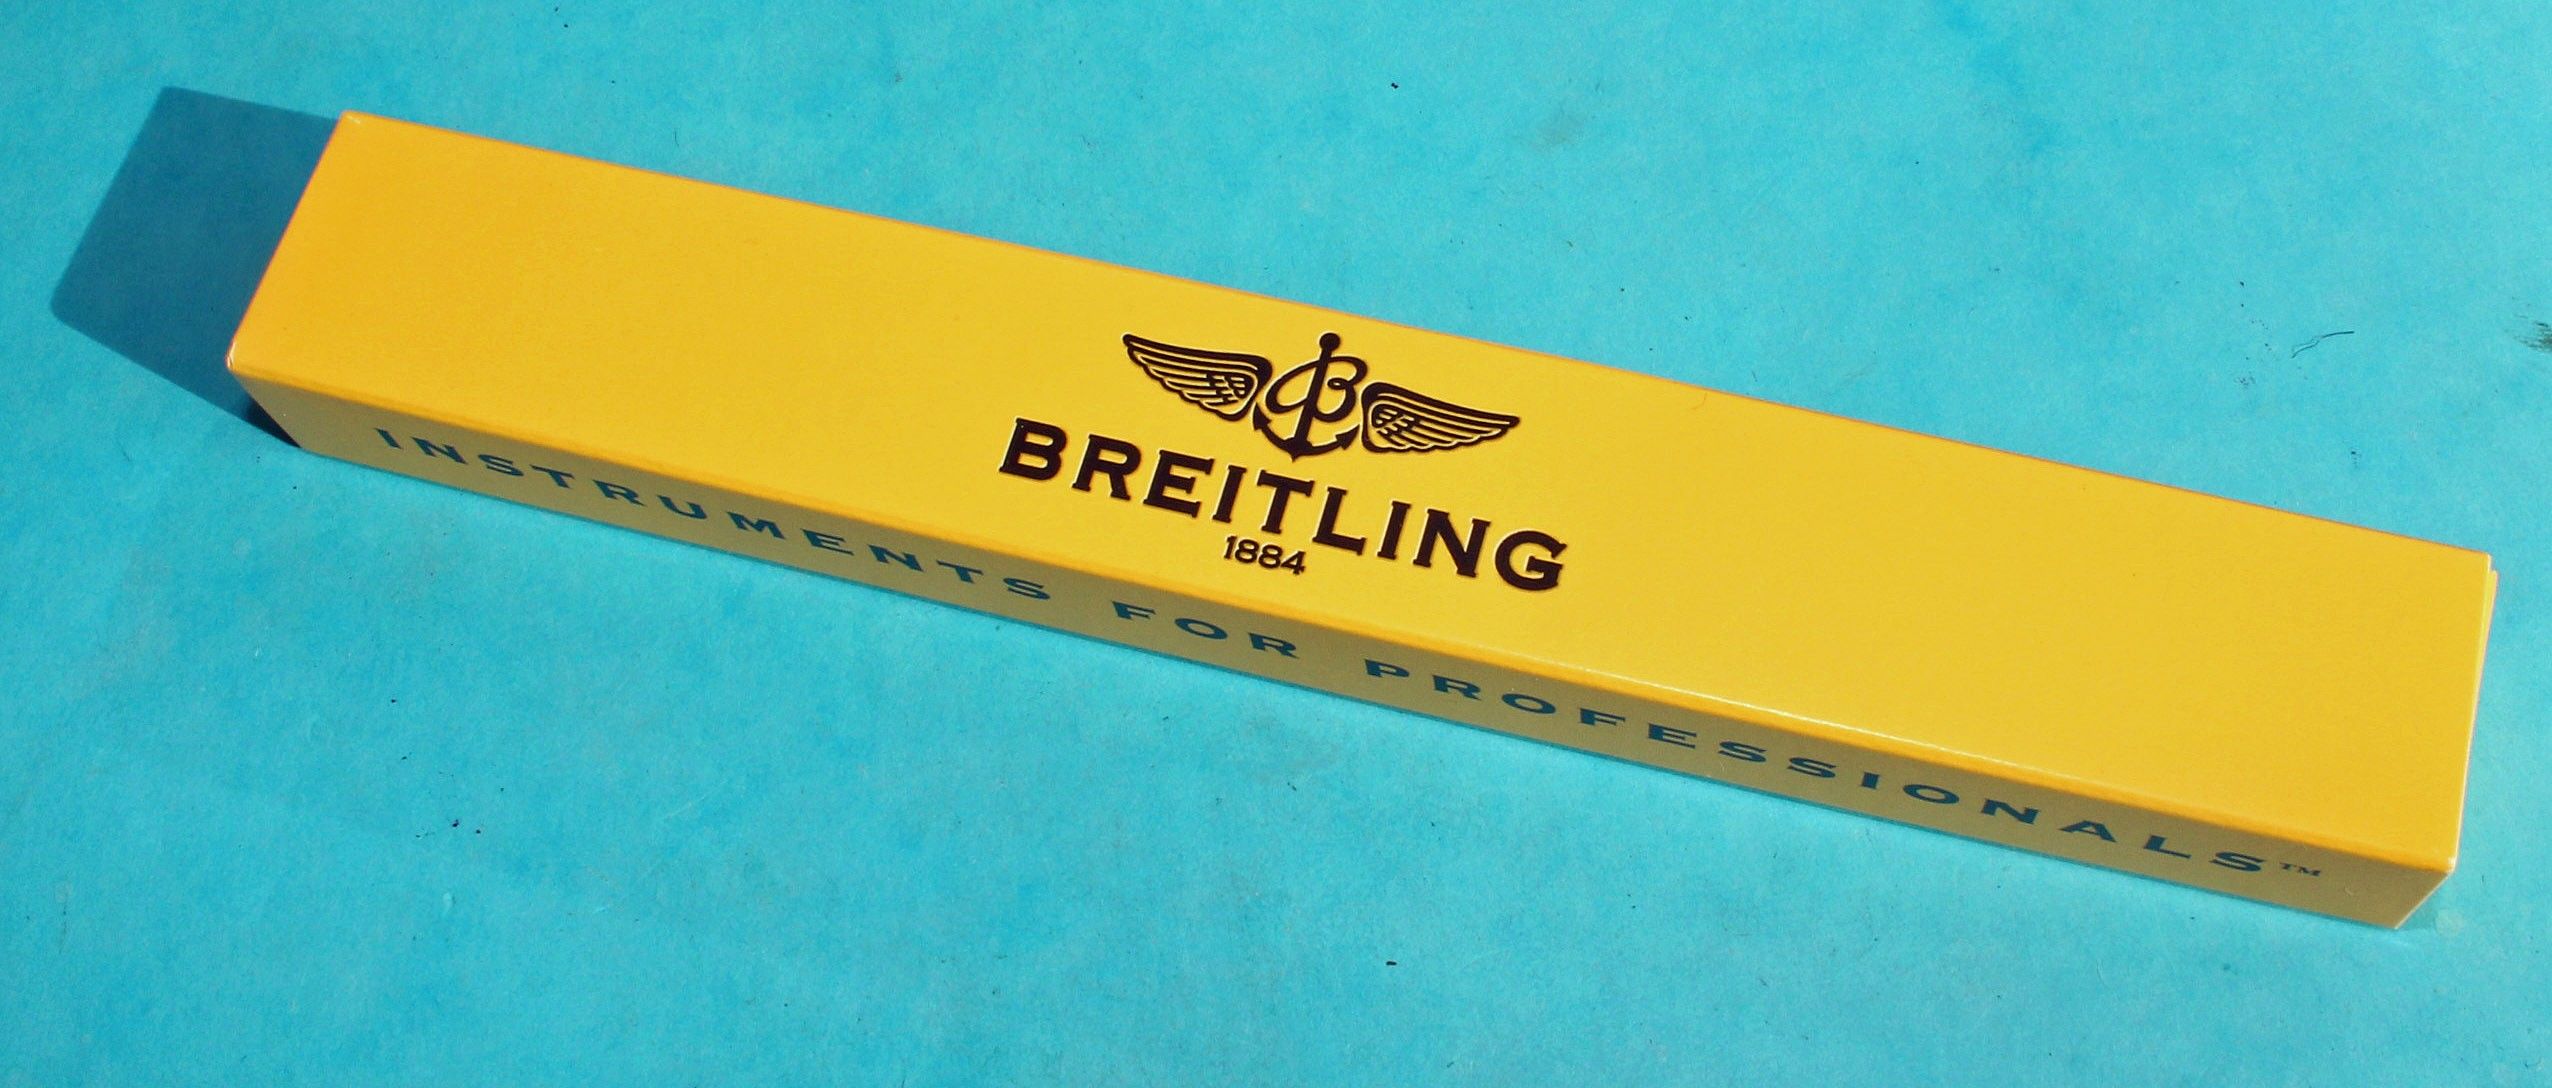 BREITLING
1884
INSTRUMENTS FOR PROFESSIONALS™